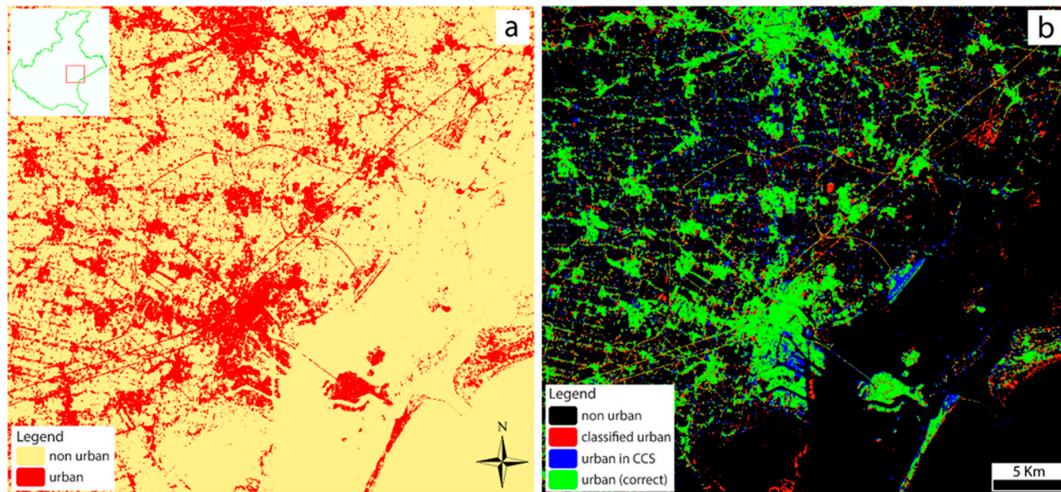 a
Legend
non urban
urban
N
b
Legend
non urban
classified urban
urban in CCS
urban (correct)
5 Km